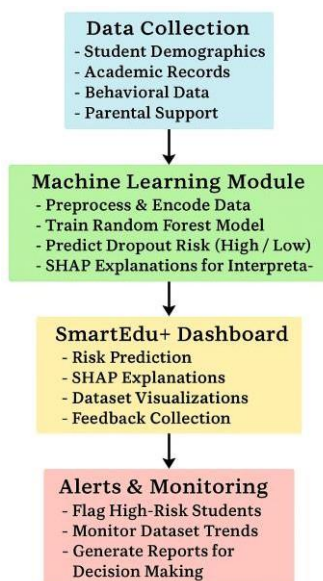 Data Collection
- Student Demographics
- Academic Records
- Behavioral Data
- Parental Support
Machine Learning Module
- Preprocess & Encode Data
- Train Random Forest Model
- Predict Dropout Risk (High / Low)
- SHAP Explanations for Interpreta-
SmartEdu+ Dashboard
- Risk Prediction
- SHAP Explanations
- Dataset Visualizations
- Feedback Collection
Alerts & Monitoring
- Flag High-Risk Students
- Monitor Dataset Trends
- Generate Reports for
Decision Making